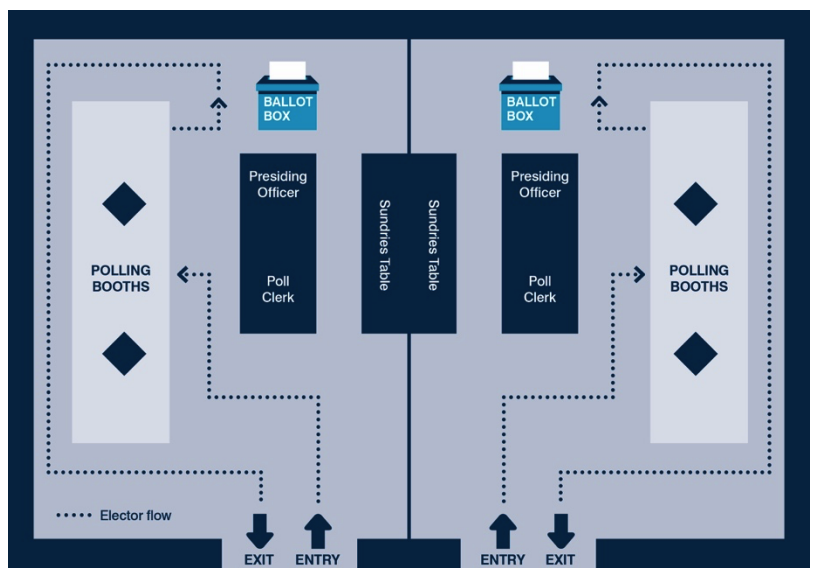 BALLOT
BOX
Presiding
Officer
Poll
Clerk
POLLING
BOOTHS
Sundries Table
Sundries Table
BALLOT
BOX
Presiding
Officer
Poll
Clerk
POLLING
BOOTHS
Elector flow
EXIT ENTRY
ENTRY EXIT